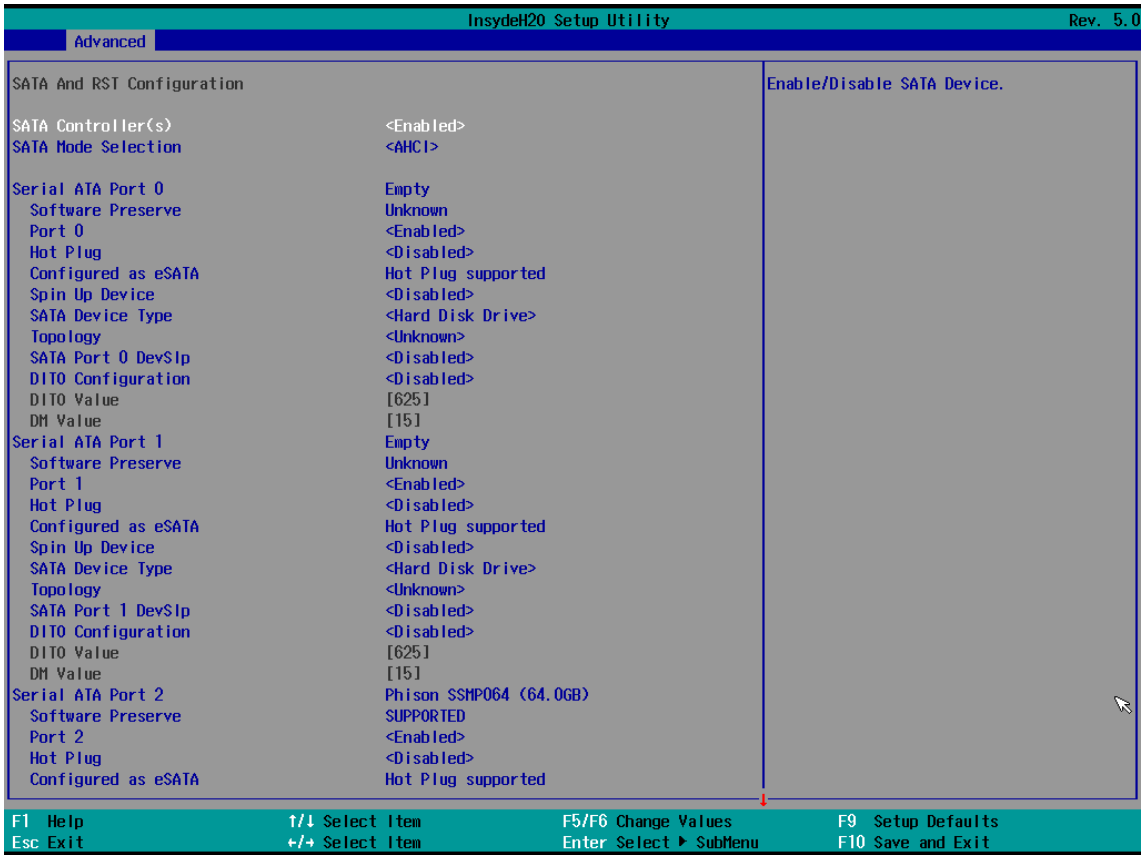 InsydeH20 Setup Utility Rev. 5.0
Advanced
SATA And RST Configuration Enable/Disable SATA Device.
SATA Controller(s) <Enabled>
SATA Mode Selection <AHCI>
Serial ATA Port 0 Empty
Software Preserve Unknown
Port 0 <Enabled>
Hot Plug <Disabled>
Configured as eSATA Hot Plug supported
Spin Up Device <Disabled>
SATA Device Type <Hard Disk Drive>
Topology <Unknown>
SATA Port 0 DevSlp <Disabled>
DITO Configuration <Disabled>
DITO Value [625]
DM Value [15]
Serial ATA Port 1 Empty
Software Preserve Unknown
Port 1 <Enabled>
Hot Plug <Disabled>
Configured as eSATA Hot Plug supported
Spin Up Device <Disabled>
SATA Device Type <Hard Disk Drive>
Topology <Unknown>
SATA Port 1 DevSlp <Disabled>
DITO Configuration <Disabled>
DITO Value [625]
DM Value [15]
Serial ATA Port 2 Phison SSMP064 (64.0GB)
Software Preserve SUPPORTED
Port 2 <Enabled>
Hot Plug <Disabled>
Configured as eSATA Hot Plug supported
F1 Help ↑/↓ Select Item F5/F6 Change Values F9 Setup Defaults
Esc Exit ←/→ Select Item Enter Select ▶ SubMenu F10 Save and Exit